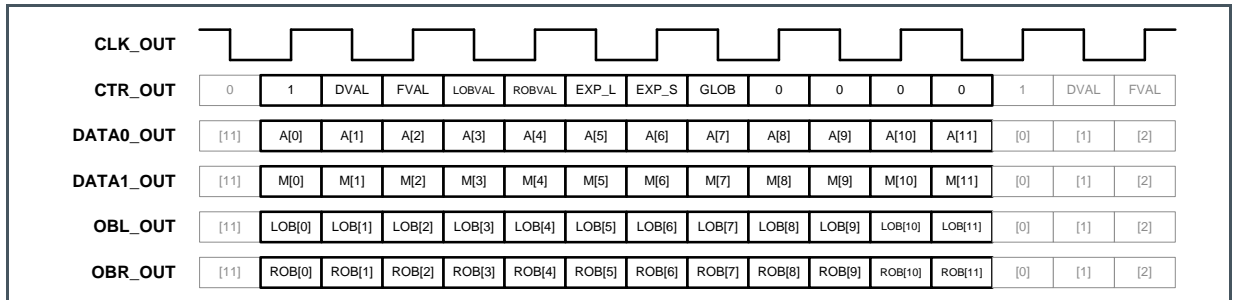 CLK_OUT
CTR_OUT 0 1 DVAL FVAL LOBVAL ROBVAL EXP_L EXP_S GLOB 0 0 0 0 1 DVAL FVAL
DATA0_OUT [11] A[0] A[1] A[2] A[3] A[4] A[5] A[6] A[7] A[8] A[9] A[10] A[11] [0] [1] [2]
DATA1_OUT [11] M[0] M[1] M[2] M[3] M[4] M[5] M[6] M[7] M[8] M[9] M[10] M[11] [0] [1] [2]
OBL_OUT [11] LOB[0] LOB[1] LOB[2] LOB[3] LOB[4] LOB[5] LOB[6] LOB[7] LOB[8] LOB[9] LOB[10] LOB[11] [0] [1] [2]
OBR_OUT [11] ROB[0] ROB[1] ROB[2] ROB[3] ROB[4] ROB[5] ROB[6] ROB[7] ROB[8] ROB[9] ROB[10] ROB[11] [0] [1] [2]